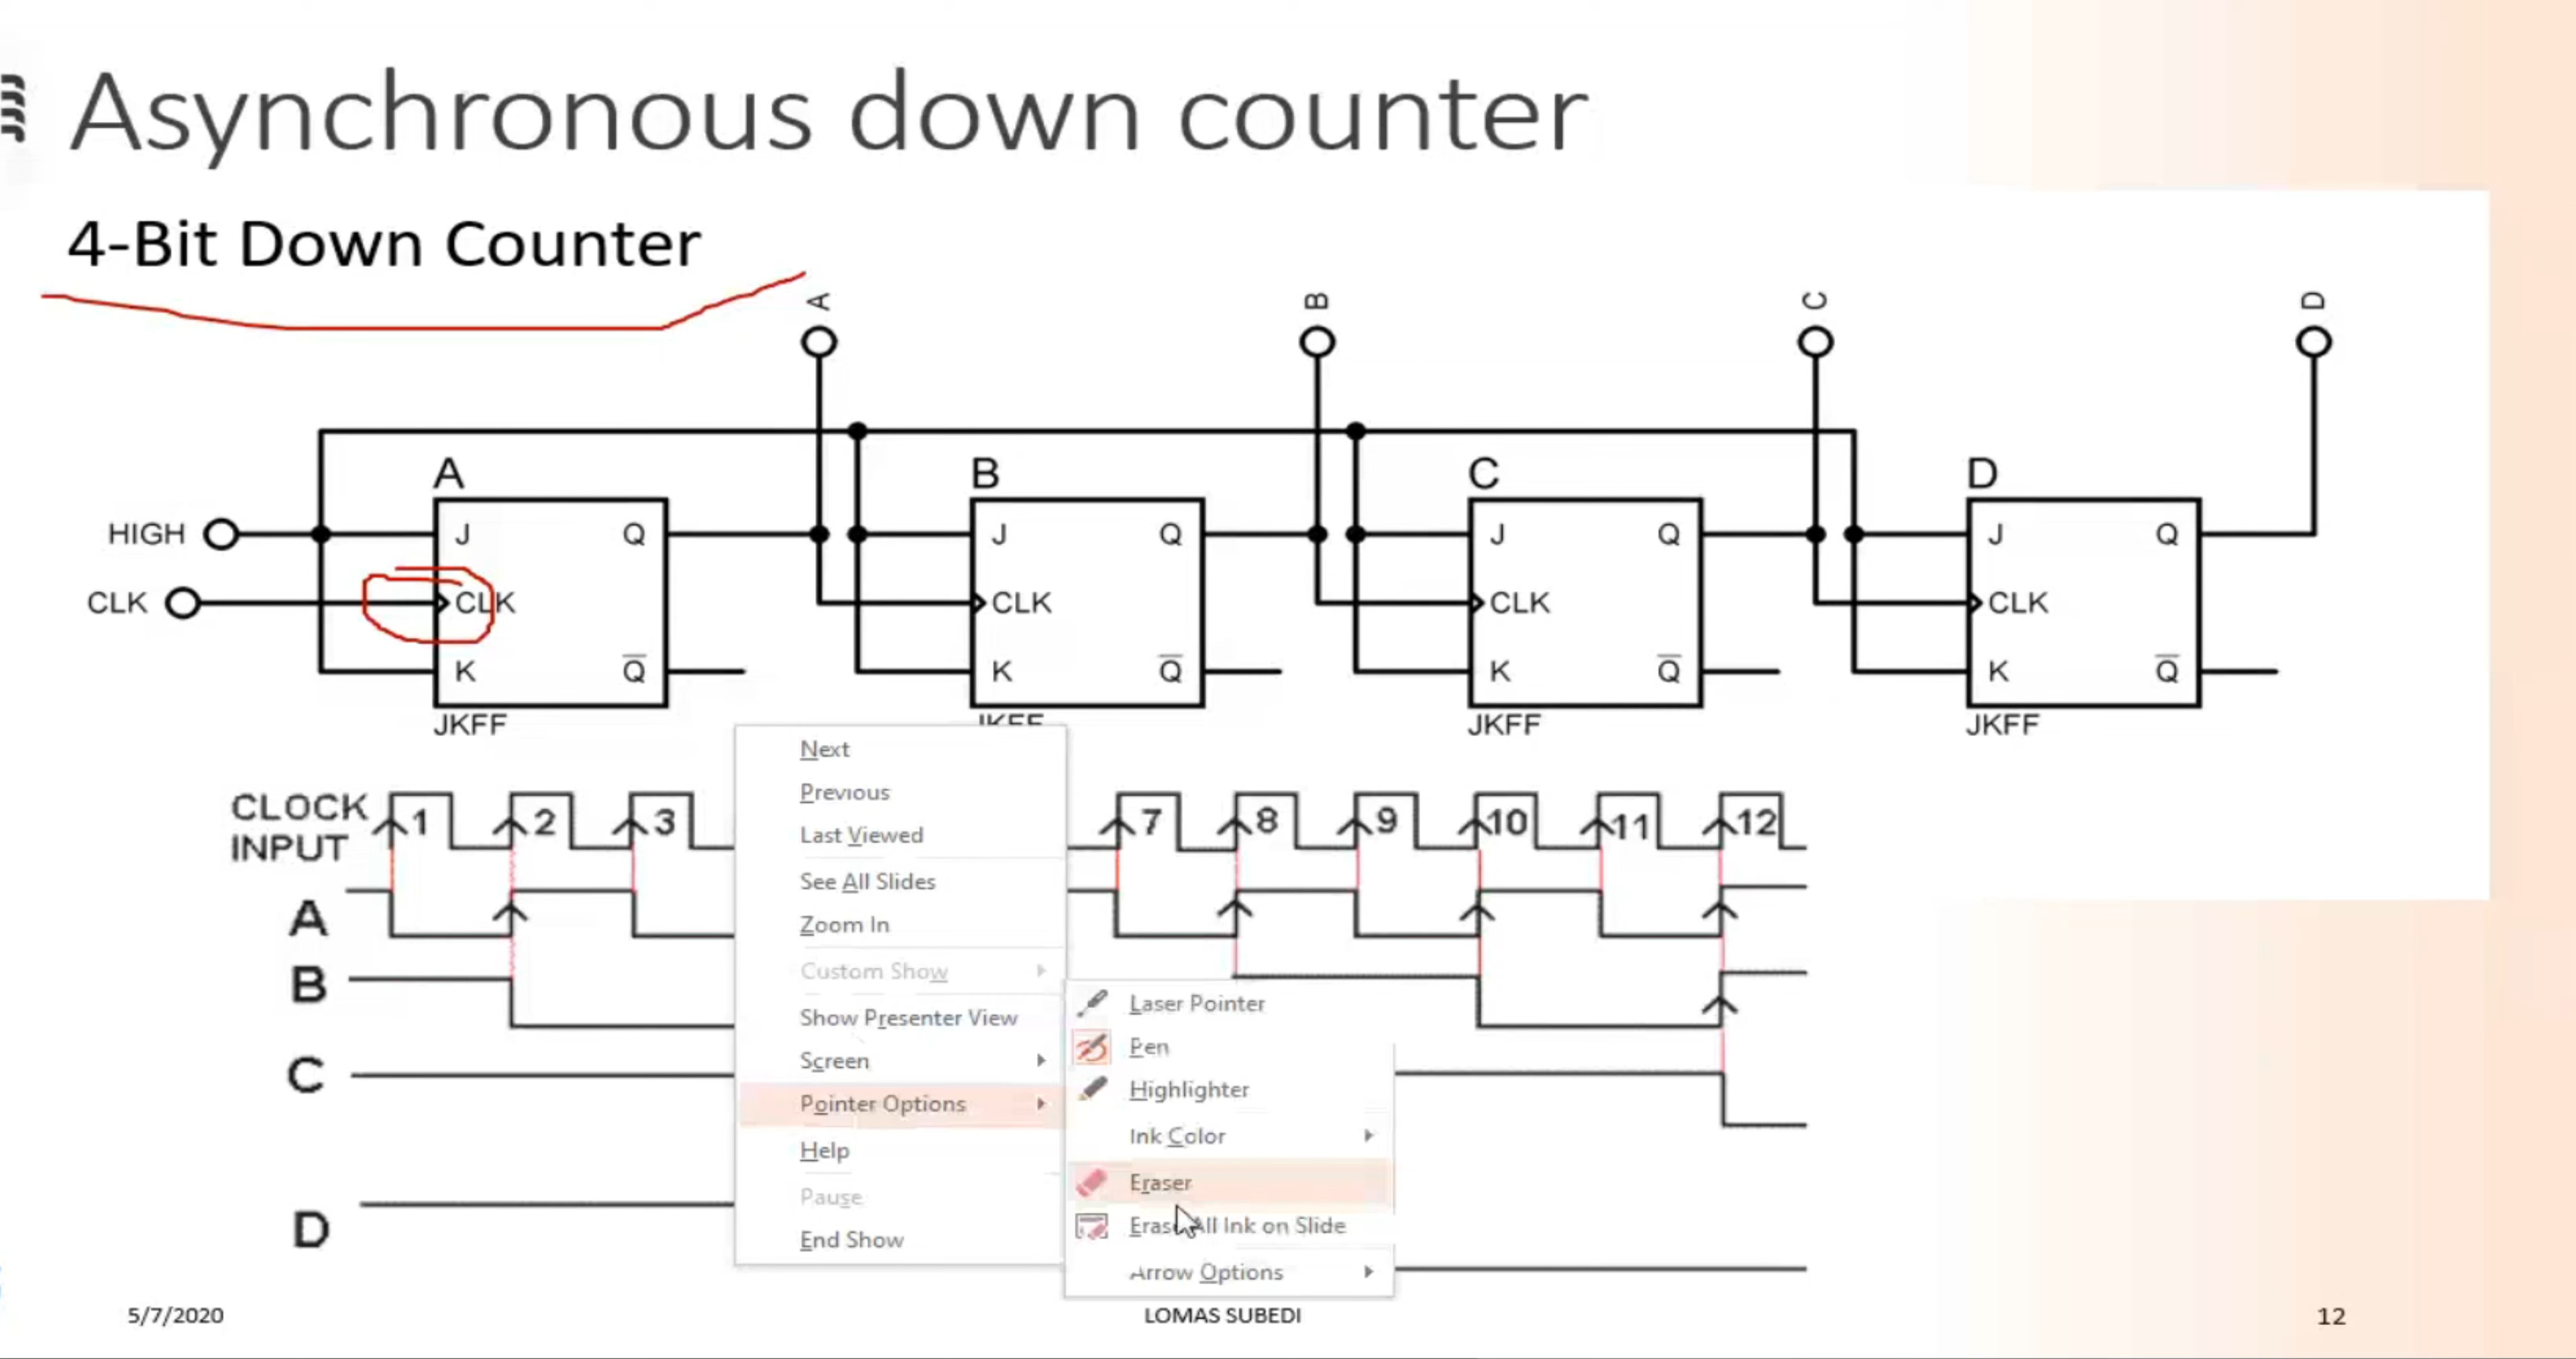 Asynchronous down counter
4-Bit Down Counter
A B C D
A B C D
HIGH J Q J Q J Q J Q
CLK CLK CLK CLK CLK
K Q̅ K Q̅ K Q̅ K Q̅
JKFF JKFF JKFF JKFF
CLOCK 1 2 3 7 8 9 10 11 12
INPUT
A
B
C
D
Next
Previous
Last Viewed
See All Slides
Zoom In
Custom Show
Show Presenter View
Screen
Pointer Options
Help
Pause
End Show
Laser Pointer
Pen
Highlighter
Ink Color
Eraser
Erase All Ink on Slide
Arrow Options
5/7/2020 LOMAS SUBEDI 12